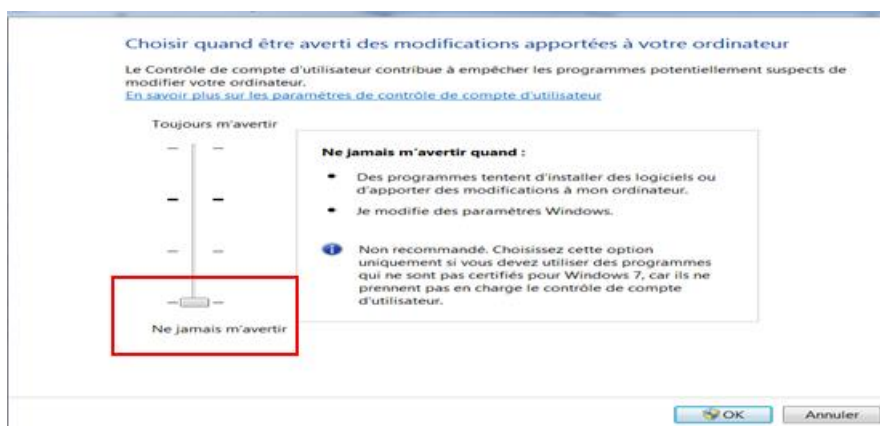 Choisir quand être averti des modifications apportées à votre ordinateur
Le Contrôle de compte d'utilisateur contribue à empêcher les programmes potentiellement suspects de
modifier votre ordinateur.
En savoir plus sur les paramètres de contrôle de compte d'utilisateur
Toujours m'avertir
Ne jamais m'avertir quand :
• Des programmes tentent d'installer des logiciels ou
d'apporter des modifications à mon ordinateur.
• Je modifie des paramètres Windows.
Non recommandé. Choisissez cette option
uniquement si vous devez utiliser des programmes
qui ne sont pas certifiés pour Windows 7, car ils ne
prennent pas en charge le contrôle de compte
d'utilisateur.
Ne jamais m'avertir
OK
Annuler